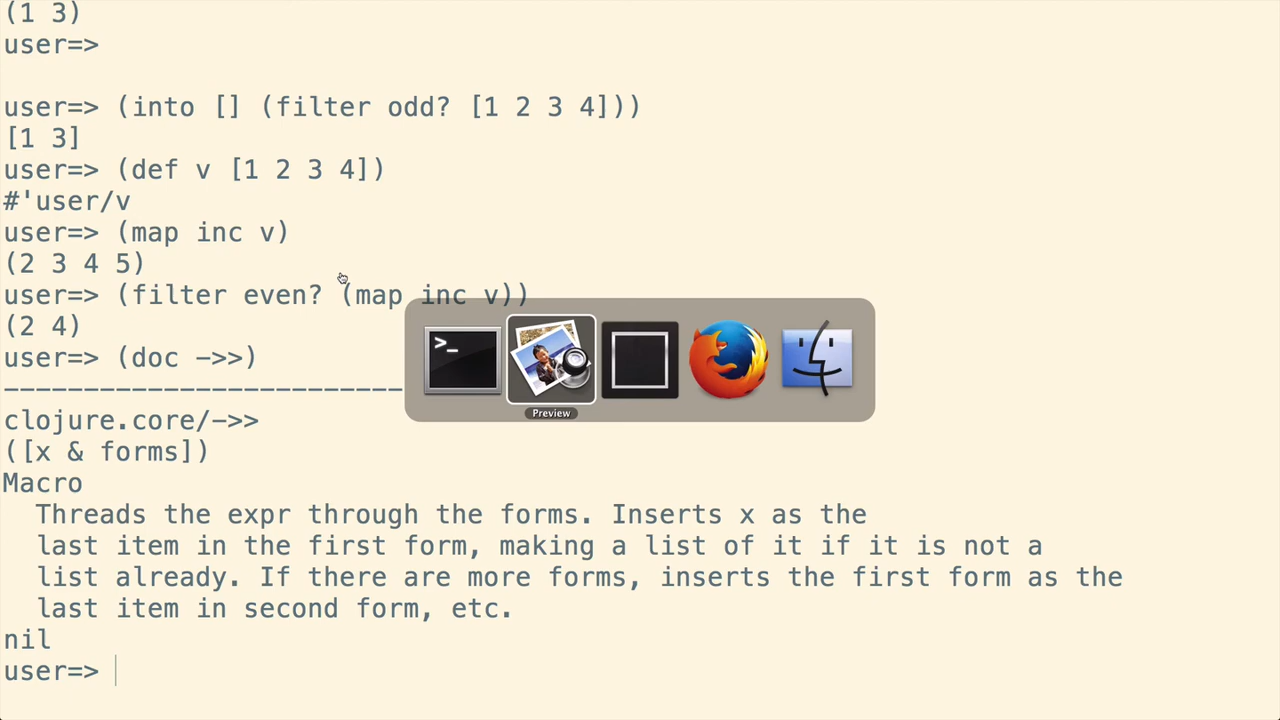 (1 3)
user=>
user=> (into [] (filter odd? [1 2 3 4]))
[1 3]
user=> (def v [1 2 3 4])
#'user/v
user=> (map inc v)
(2 3 4 5)
user=> (filter even? (map inc v))
(2 4)
user=> (doc ->>)
-------------------------
>_
Preview
clojure.core/->>
([x & forms])
Macro
Threads the expr through the forms. Inserts x as the
last item in the first form, making a list of it if it is not a
list already. If there are more forms, inserts the first form as the
last item in second form, etc.
nil
user=>